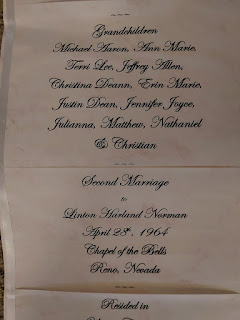 Grandchildren
Michael Aaron, Ann Marie,
Terri Lee, Jeffrey Allen,
Christina Deann, Erin Marie,
Justin Dean, Jennifer Joyce,
Julianna, Matthew, Nathaniel
& Christian
Second Marriage
to
Linton Harland Norman
April 28th, 1964
Chapel of the Bells
Reno, Nevada
Resided in